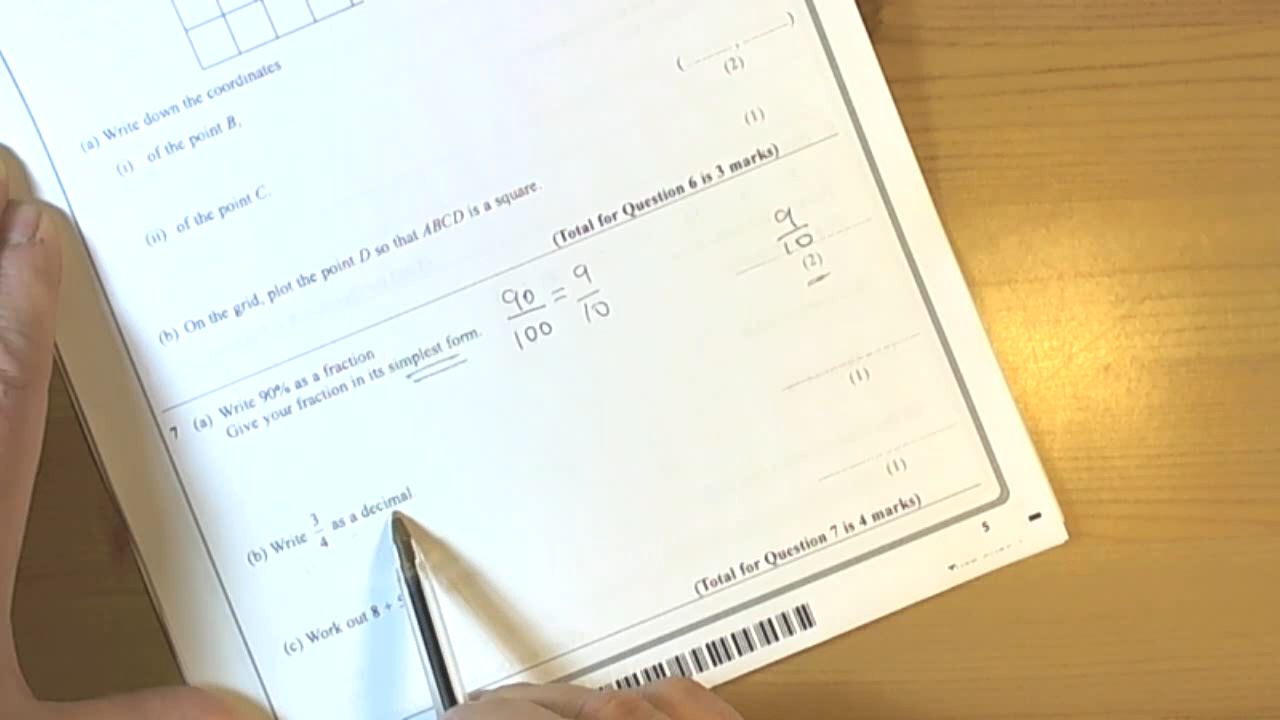 (a) Write down the coordinates
(i) of the point B,
( , )
(2)
(ii) of the point C.
(1)
(b) On the grid, plot the point D so that ABCD is a square.
(Total for Question 6 is 3 marks)
7 (a) Write 90% as a fraction
Give your fraction in its simplest form.
90/100 = 9/10
9/10
(2)
(b) Write 3/4 as a decimal
(1)
(c) Work out 8 +
(1)
(Total for Question 7 is 4 marks)
5